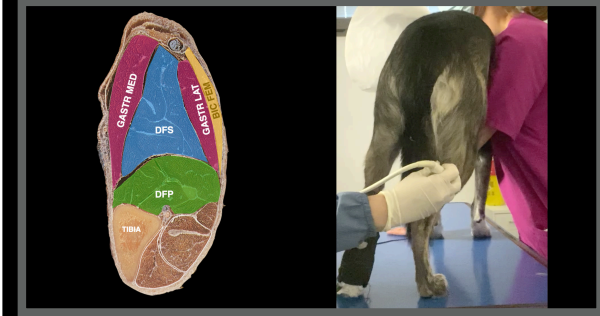 GASTR MED
DFS
GASTR LAT
BIC FEM
DFP
TIBIA